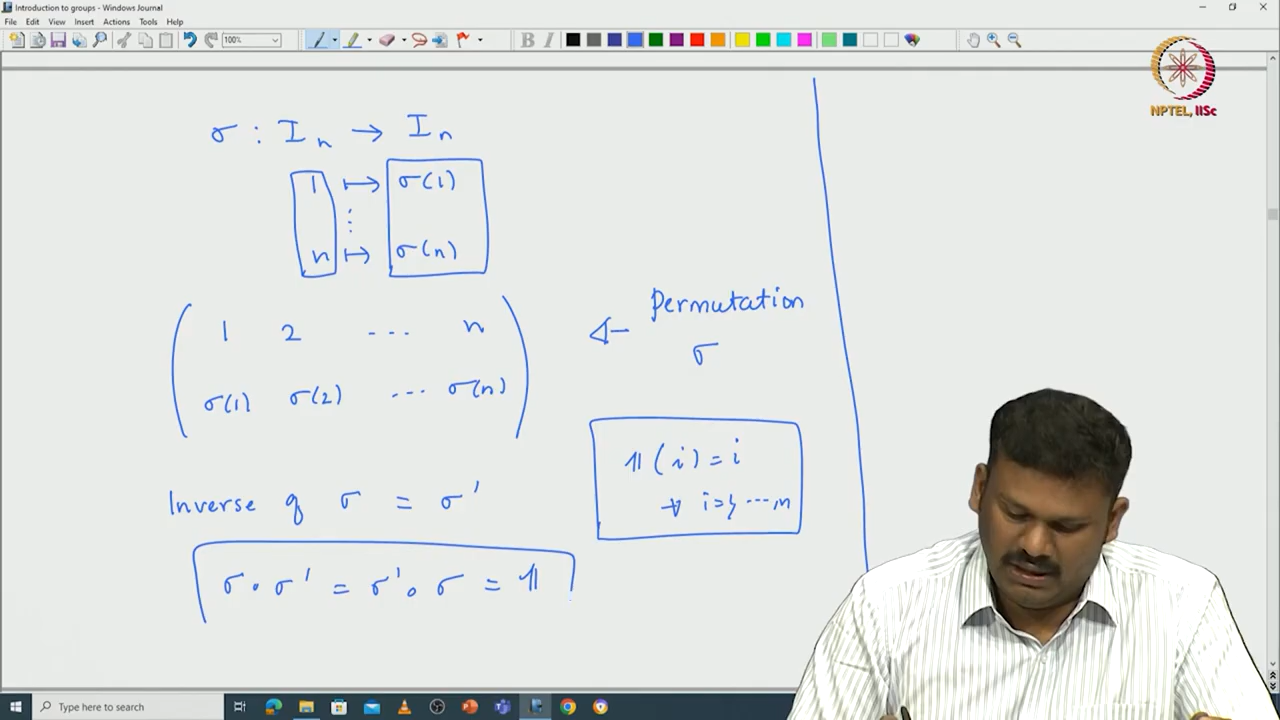 Introduction to groups - Windows Journal
File Edit View Insert Actions Tools Help
100%
B I
NPTEL, IISc
σ : I_n → I_n
1 ↦ σ(1)
⋮
n ↦ σ(n)
1 2 ... n
σ(1) σ(2) ... σ(n)
Permutation
σ
𝟙(i) = i
∀ i=1, ... n
Inverse of σ = σ'
σ∘σ' = σ'∘σ = 𝟙
Type here to search